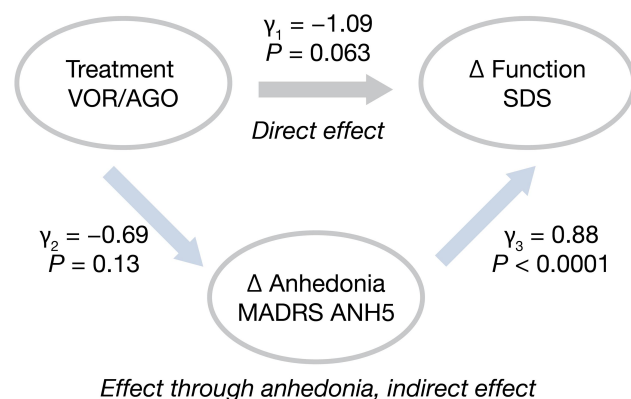 γ₁ = −1.09
P = 0.063
Treatment
VOR/AGO
Δ Function
SDS
Direct effect
γ₂ = −0.69
P = 0.13
γ₃ = 0.88
P < 0.0001
Δ Anhedonia
MADRS ANH5
Effect through anhedonia, indirect effect